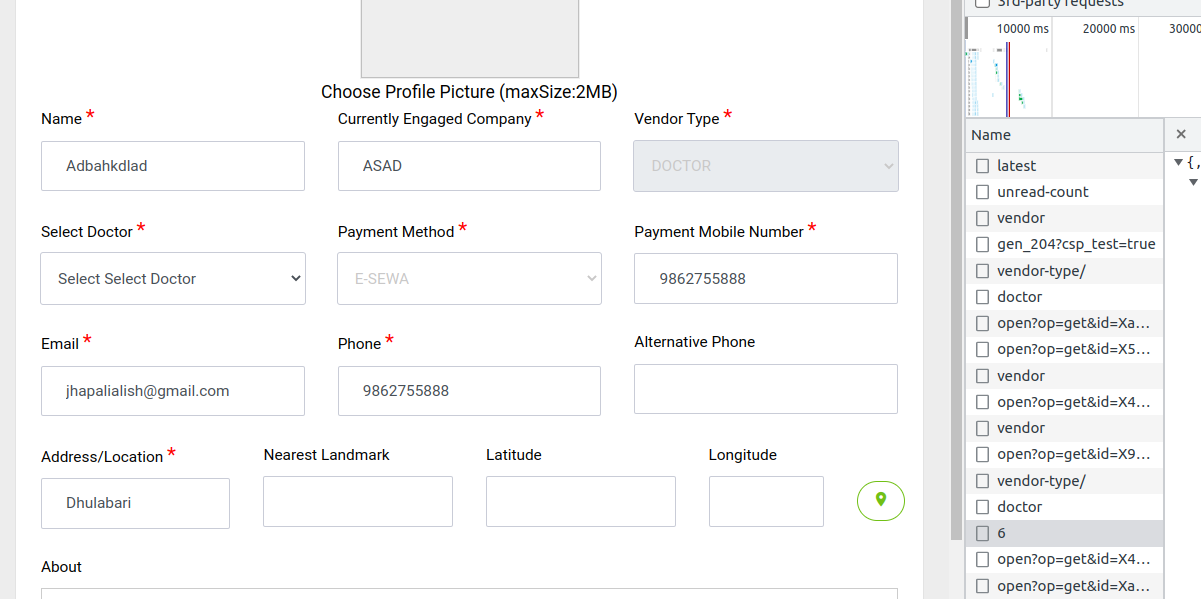 Choose Profile Picture (maxSize:2MB)
Name *
Currently Engaged Company *
Vendor Type *
Adbahkdlad
ASAD
DOCTOR
Select Doctor *
Payment Method *
Payment Mobile Number *
Select Select Doctor
E-SEWA
9862755888
Email *
Phone *
Alternative Phone
jhapalialish@gmail.com
9862755888
Address/Location *
Nearest Landmark
Latitude
Longitude
Dhulabari
About
3rd-party requests
10000 ms
20000 ms
30000
Name
latest
unread-count
vendor
gen_204?csp_test=true
vendor-type/
doctor
open?op=get&id=Xa...
open?op=get&id=X5...
vendor
open?op=get&id=X4...
vendor
open?op=get&id=X9...
vendor-type/
doctor
6
open?op=get&id=X4...
open?op=get&id=Xa...
×
▼{,
▼